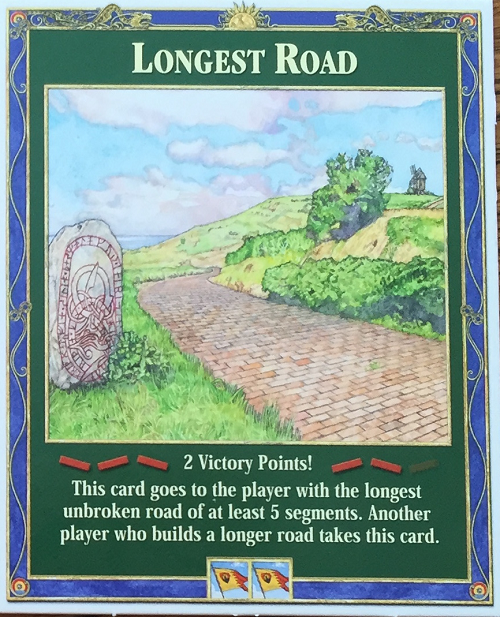 LONGEST ROAD
2 Victory Points!
This card goes to the player with the longest
unbroken road of at least 5 segments. Another
player who builds a longer road takes this card.